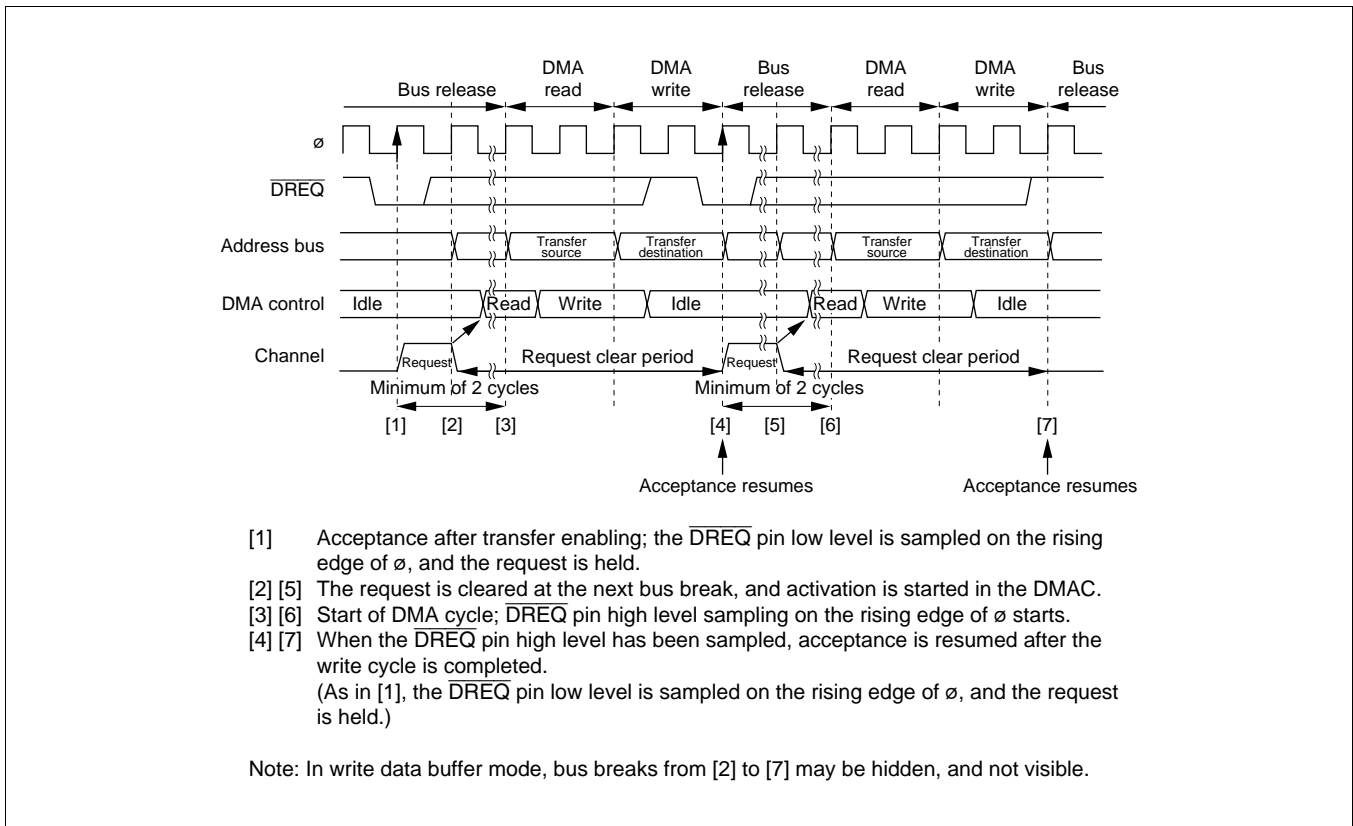 DMA DMA Bus DMA DMA Bus
Bus release read write release read write release
ø
DREQ
Address bus Transfer source Transfer destination Transfer source Transfer destination
DMA control Idle Read Write Idle Read Write Idle
Channel Request Request clear period Request Request clear period
Minimum of 2 cycles Minimum of 2 cycles
[1] [2] [3] [4] [5] [6] [7]
Acceptance resumes Acceptance resumes
[1] Acceptance after transfer enabling; the DREQ pin low level is sampled on the rising
edge of ø, and the request is held.
[2] [5] The request is cleared at the next bus break, and activation is started in the DMAC.
[3] [6] Start of DMA cycle; DREQ pin high level sampling on the rising edge of ø starts.
[4] [7] When the DREQ pin high level has been sampled, acceptance is resumed after the
write cycle is completed.
(As in [1], the DREQ pin low level is sampled on the rising edge of ø, and the request
is held.)
Note: In write data buffer mode, bus breaks from [2] to [7] may be hidden, and not visible.